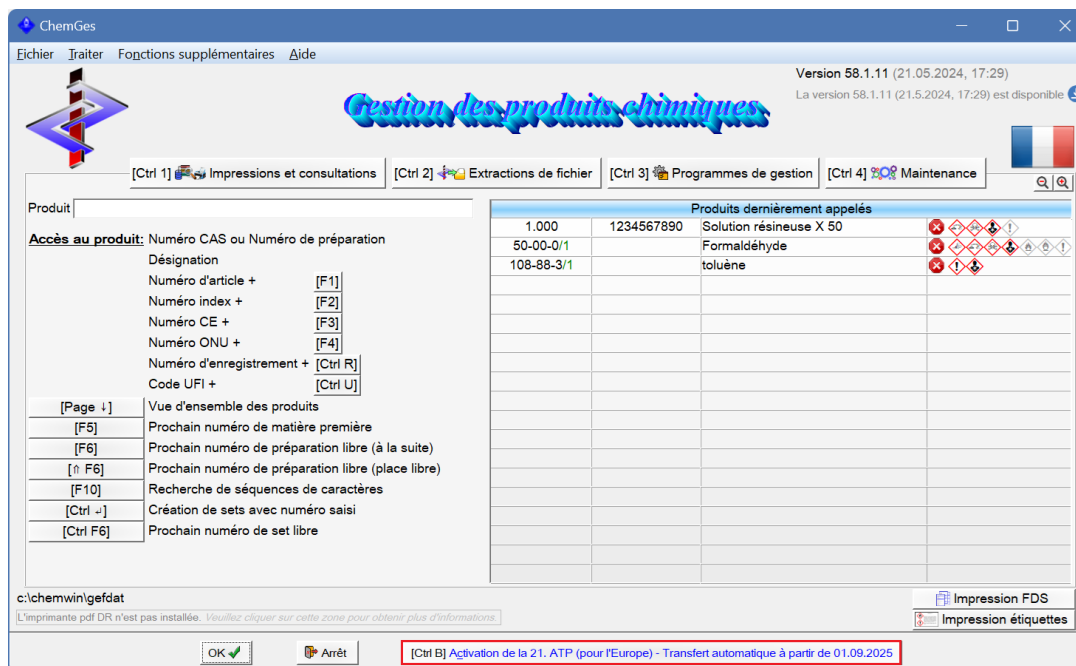 ChemGes
Fichier Traiter Fonctions supplémentaires Aide
Version 58.1.11 (21.05.2024, 17:29)
La version 58.1.11 (21.5.2024, 17:29) est disponible
Gestion des produits chimiques
[Ctrl 1] Impressions et consultations [Ctrl 2] Extractions de fichier [Ctrl 3] Programmes de gestion [Ctrl 4] Maintenance
Produit
Produits dernièrement appelés
1.000 1234567890 Solution résineuse X 50
50-00-0/1 Formaldéhyde
108-88-3/1 toluène
Accès au produit: Numéro CAS ou Numéro de préparation
Désignation
Numéro d'article + [F1]
Numéro index + [F2]
Numéro CE + [F3]
Numéro ONU + [F4]
Numéro d'enregistrement + [Ctrl R]
Code UFI + [Ctrl U]
[Page ↓] Vue d'ensemble des produits
[F5] Prochain numéro de matière première
[F6] Prochain numéro de préparation libre (à la suite)
[⇑ F6] Prochain numéro de préparation libre (place libre)
[F10] Recherche de séquences de caractères
[Ctrl ↵] Création de sets avec numéro saisi
[Ctrl F6] Prochain numéro de set libre
c:\chemwin\gefdat
L'imprimante pdf DR n'est pas installée. Veuillez cliquer sur cette zone pour obtenir plus d'informations.
Impression FDS
Impression étiquettes
OK Arrêt [Ctrl B] Activation de la 21. ATP (pour l'Europe) - Transfert automatique à partir de 01.09.2025